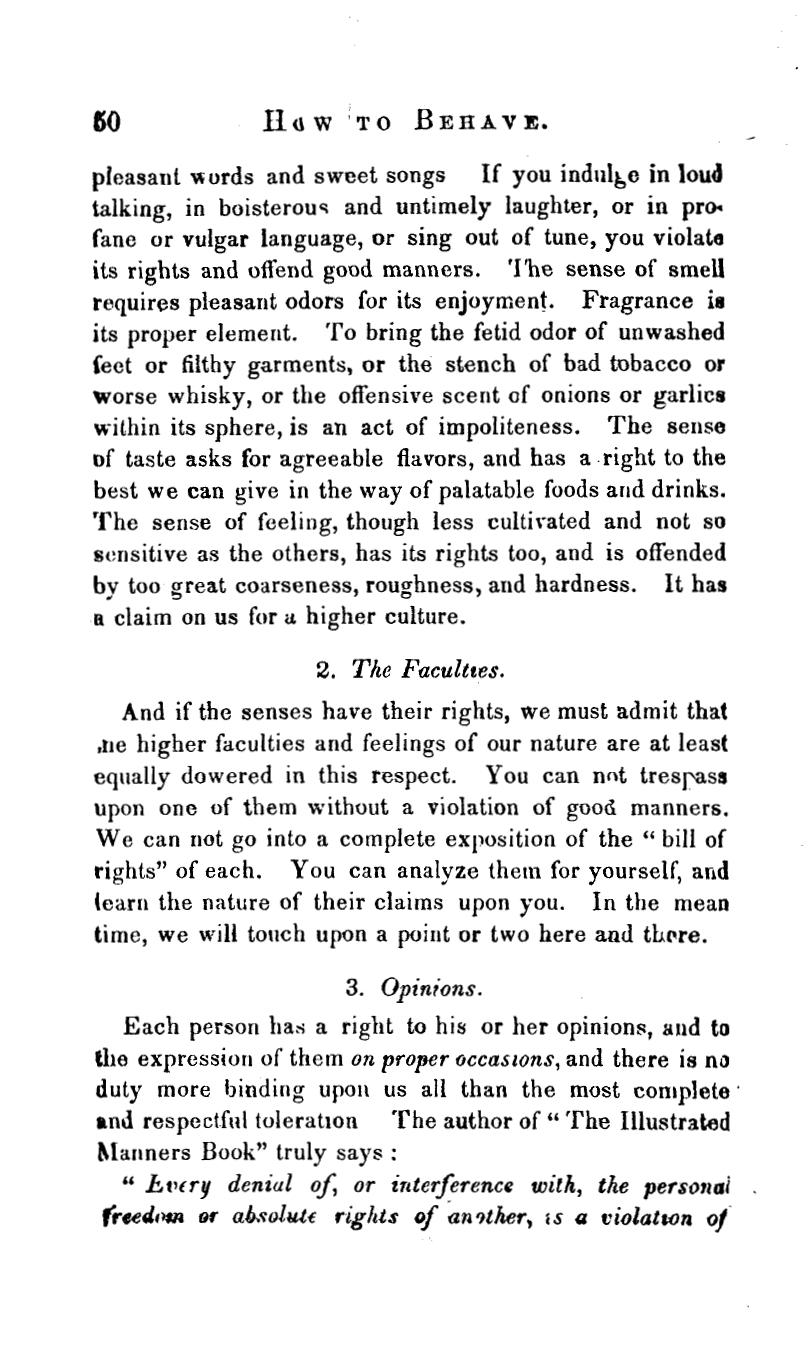 60 HOW TO BEHAVE.
pleasant words and sweet songs If you indulge in loud
talking, in boisterous and untimely laughter, or in pro-
fane or vulgar language, or sing out of tune, you violate
its rights and offend good manners. The sense of smell
requires pleasant odors for its enjoyment. Fragrance is
its proper element. To bring the fetid odor of unwashed
feet or filthy garments, or the stench of bad tobacco or
worse whisky, or the offensive scent of onions or garlics
within its sphere, is an act of impoliteness. The sense
of taste asks for agreeable flavors, and has a right to the
best we can give in the way of palatable foods and drinks.
The sense of feeling, though less cultivated and not so
sensitive as the others, has its rights too, and is offended
by too great coarseness, roughness, and hardness. It has
a claim on us for a higher culture.
2. The Faculties.
And if the senses have their rights, we must admit that
the higher faculties and feelings of our nature are at least
equally dowered in this respect. You can not trespass
upon one of them without a violation of good manners.
We can not go into a complete exposition of the “bill of
rights” of each. You can analyze them for yourself, and
learn the nature of their claims upon you. In the mean
time, we will touch upon a point or two here and there.
3. Opinions.
Each person has a right to his or her opinions, and to
the expression of them on proper occasions, and there is no
duty more binding upon us all than the most complete
and respectful toleration The author of “The Illustrated
Manners Book” truly says :
“Every denial of, or interference with, the personal
freedom or absolute rights of another, is a violation of